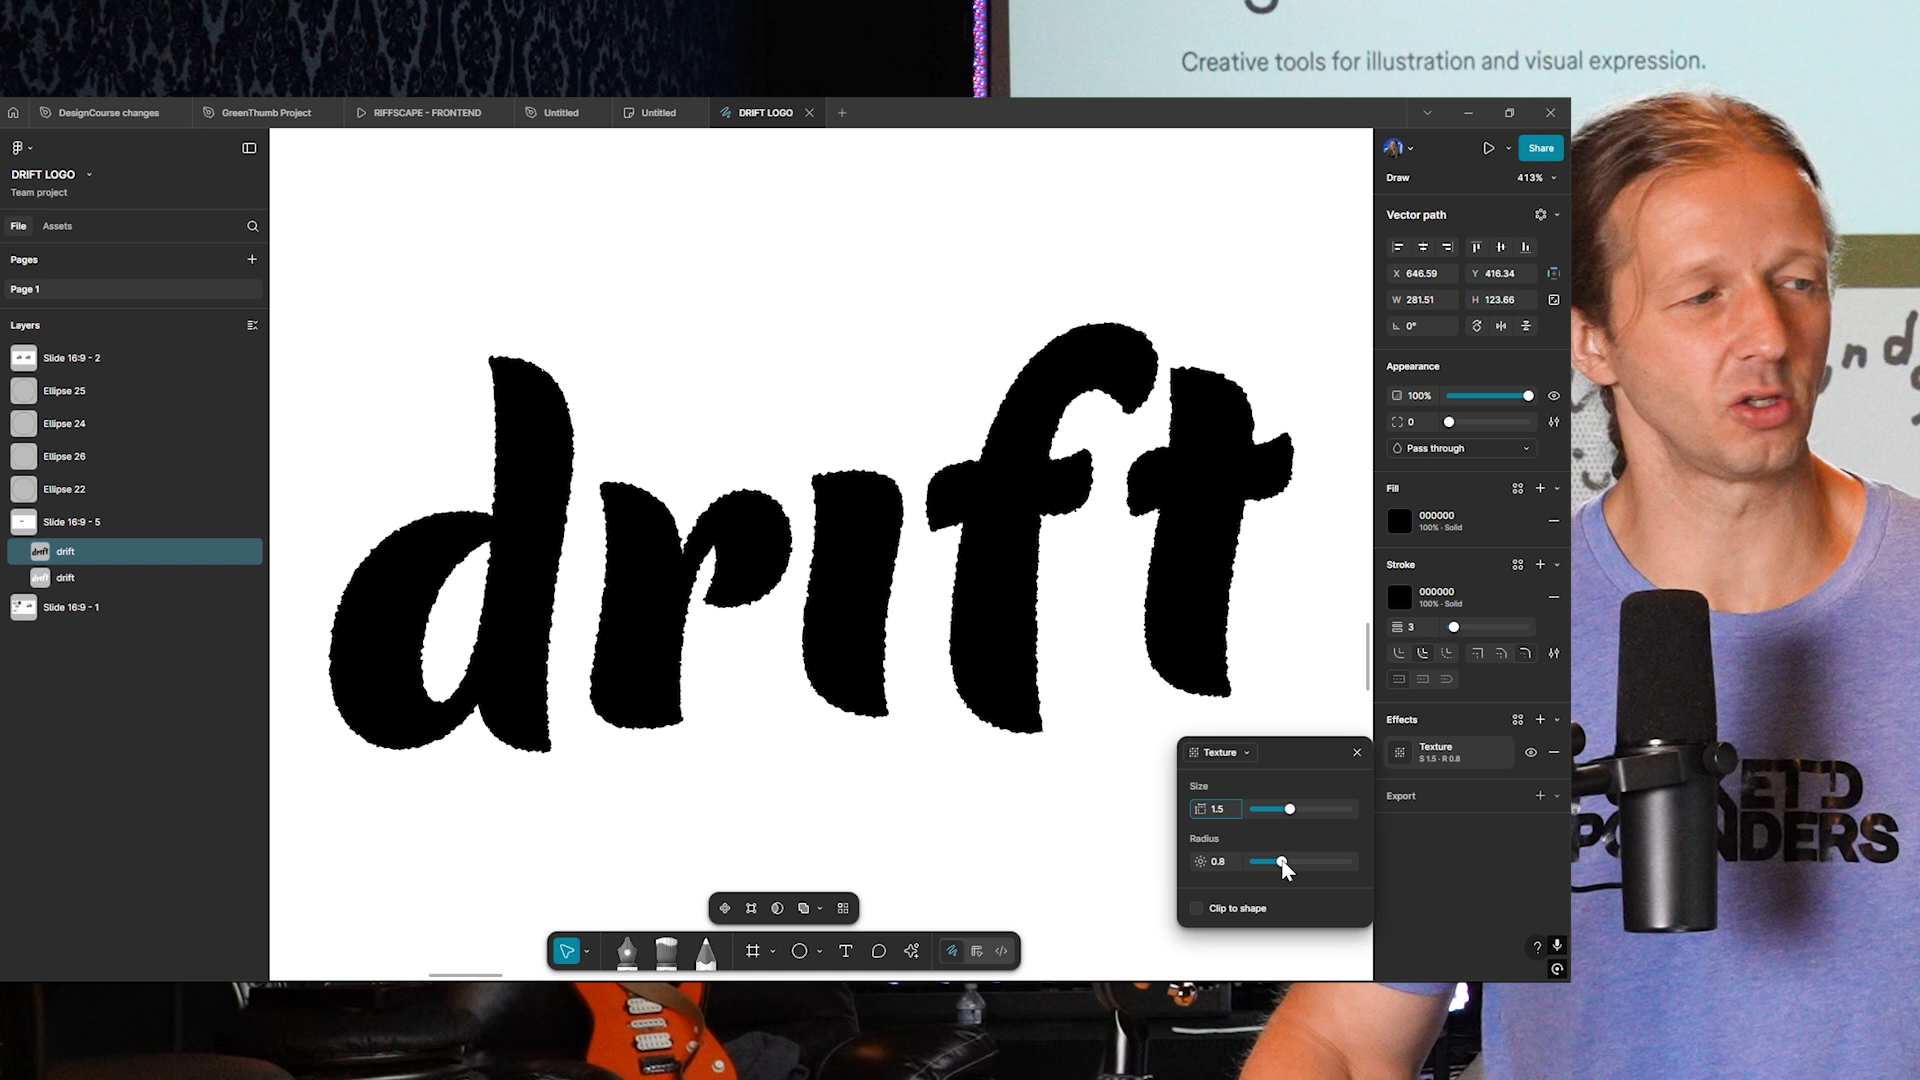 Creative tools for illustration and visual expression.
DesignCourse changes
GreenThumb Project
RIFFSCAPE - FRONTEND
Untitled
Untitled
DRIFT LOGO
DRIFT LOGO
Team project
File
Assets
Pages
Page 1
Layers
Slide 16:9 - 2
Ellipse 25
Ellipse 24
Ellipse 26
Ellipse 22
Slide 16:9 - 5
drift
drift
Slide 16:9 - 1
drıft
Share
Draw
413%
Vector path
X 646.59
Y 416.34
W 281.51
H 123.66
0°
Appearance
100%
0
Pass through
Fill
000000
100% · Solid
Stroke
000000
100% · Solid
3
Effects
Texture
S 1.5 · R 0.8
Export
Texture
Size
1.5
Radius
0.8
Clip to shape
?